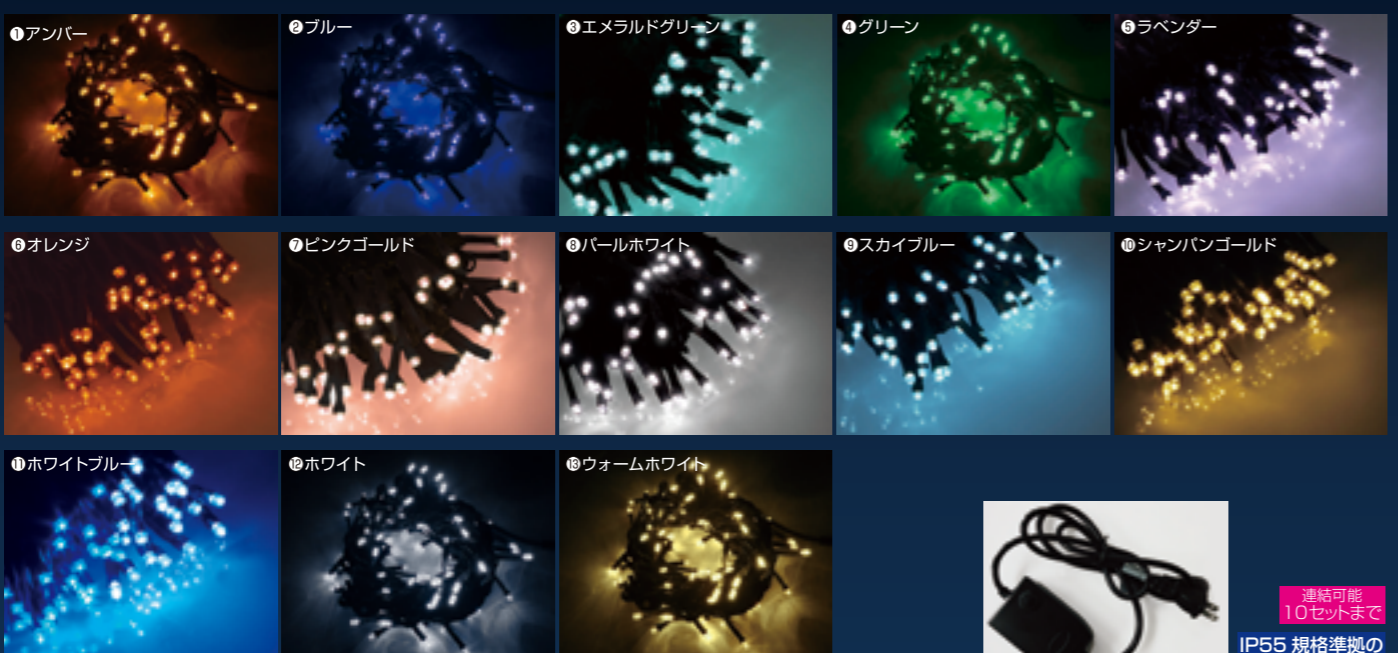 ❶アンバー
❷ブルー
❸エメラルドグリーン
❹グリーン
❺ラベンダー
❻オレンジ
❼ピンクゴールド
❽パールホワイト
❾スカイブルー
❿シャンパンゴールド
⓫ホワイトブルー
⓬ホワイト
⓭ウォームホワイト
連結可能
10セットまで
IP55 規格準拠の